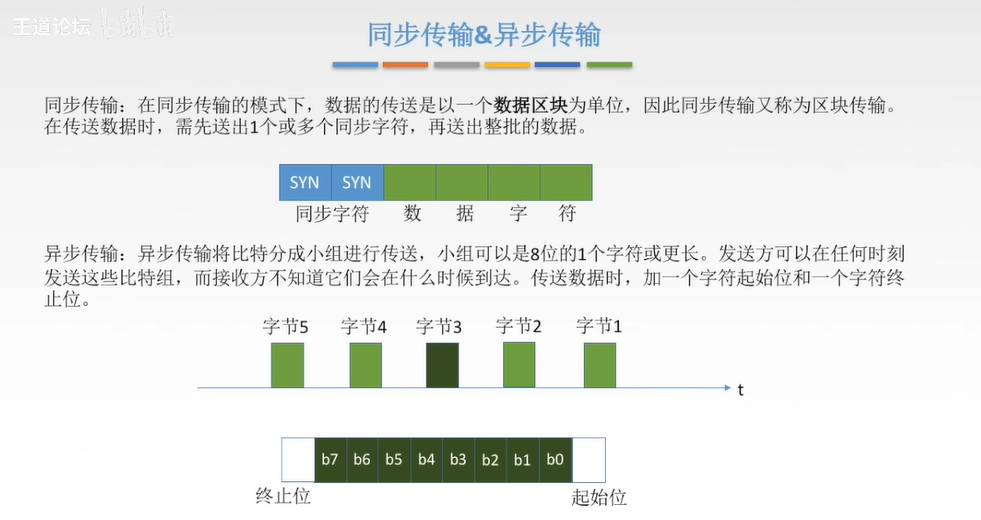 王道论坛
同步传输&异步传输
同步传输：在同步传输的模式下，数据的传送是以一个数据区块为单位，因此同步传输又称为区块传输。
在传送数据时，需先送出1个或多个同步字符，再送出整批的数据。
SYN SYN
同步字符 数 据 字 符
异步传输：异步传输将比特分成小组进行传送，小组可以是8位的1个字符或更长。发送方可以在任何时刻
发送这些比特组，而接收方不知道它们会在什么时候到达。传送数据时，加一个字符起始位和一个字符终
止位。
字节5 字节4 字节3 字节2 字节1
t
b7 b6 b5 b4 b3 b2 b1 b0
终止位 起始位